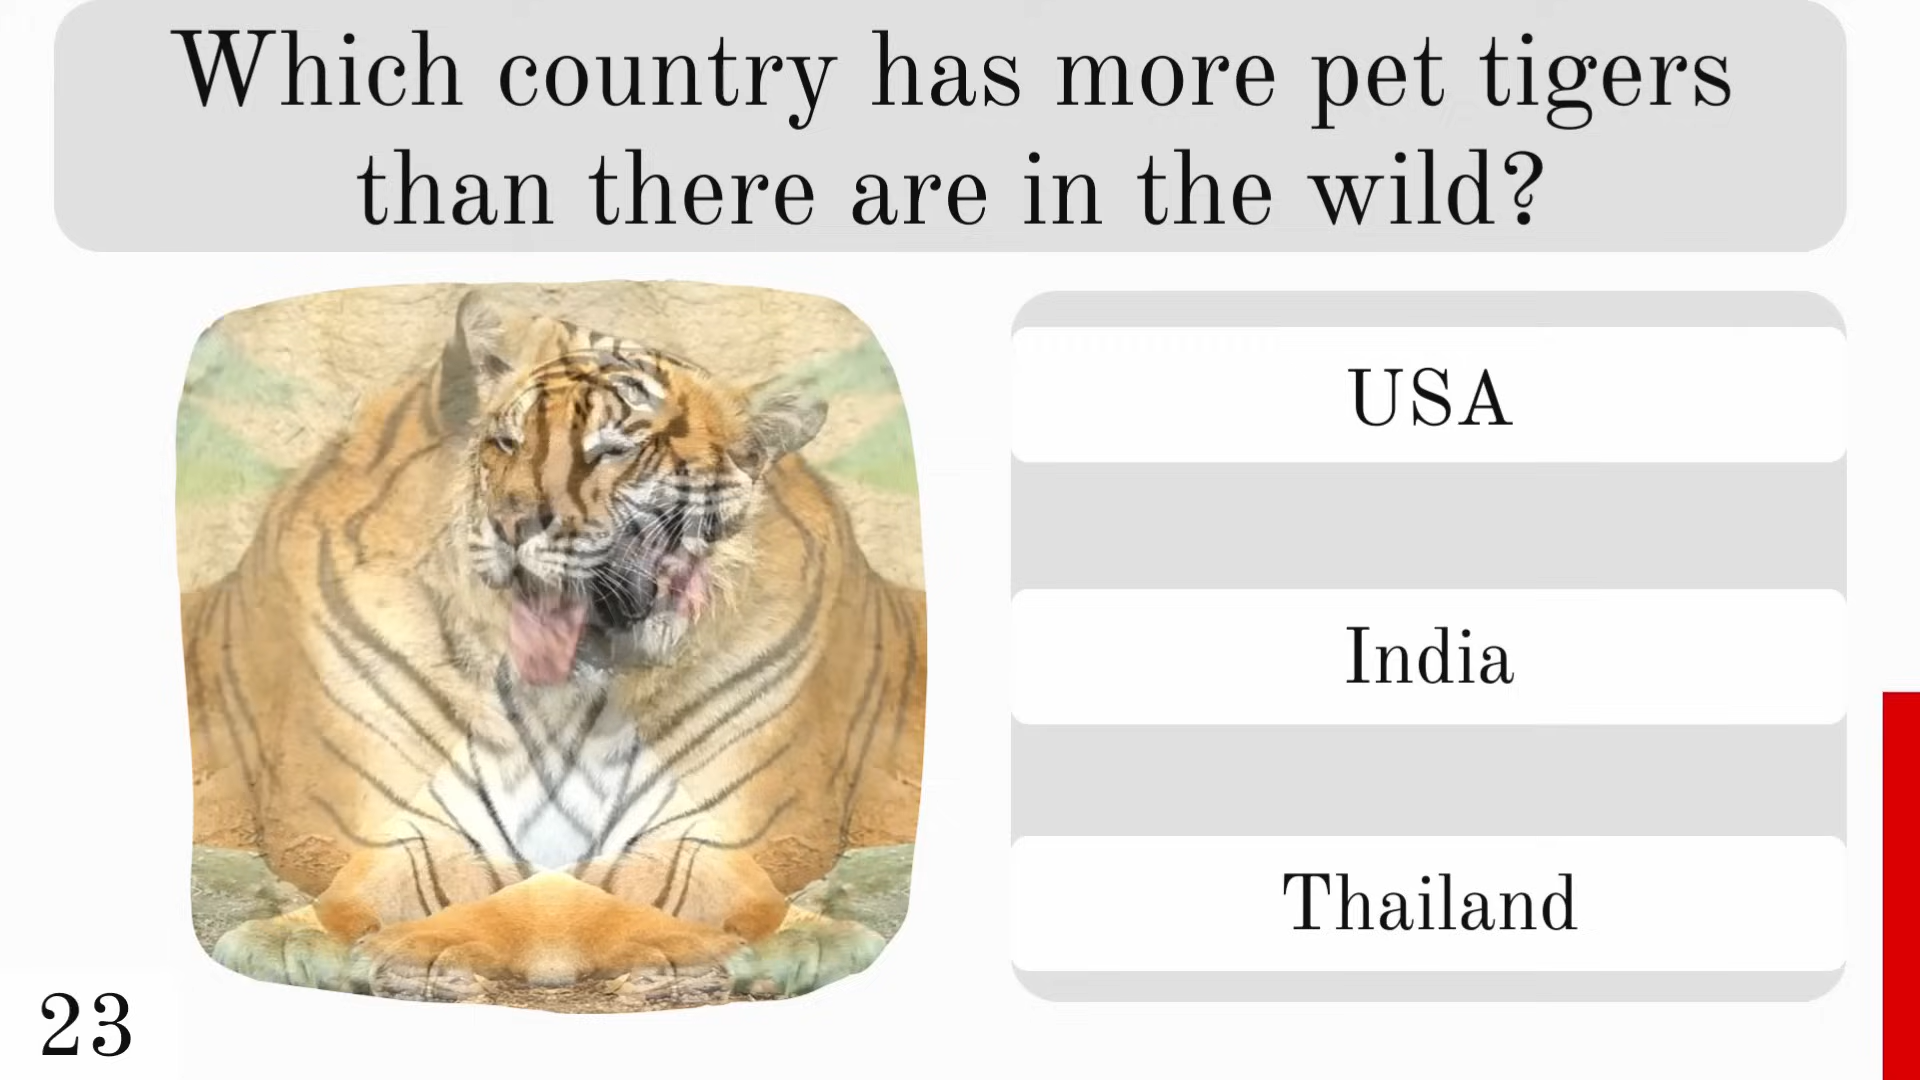 Which country has more pet tigers
than there are in the wild?
USA
India
Thailand
23